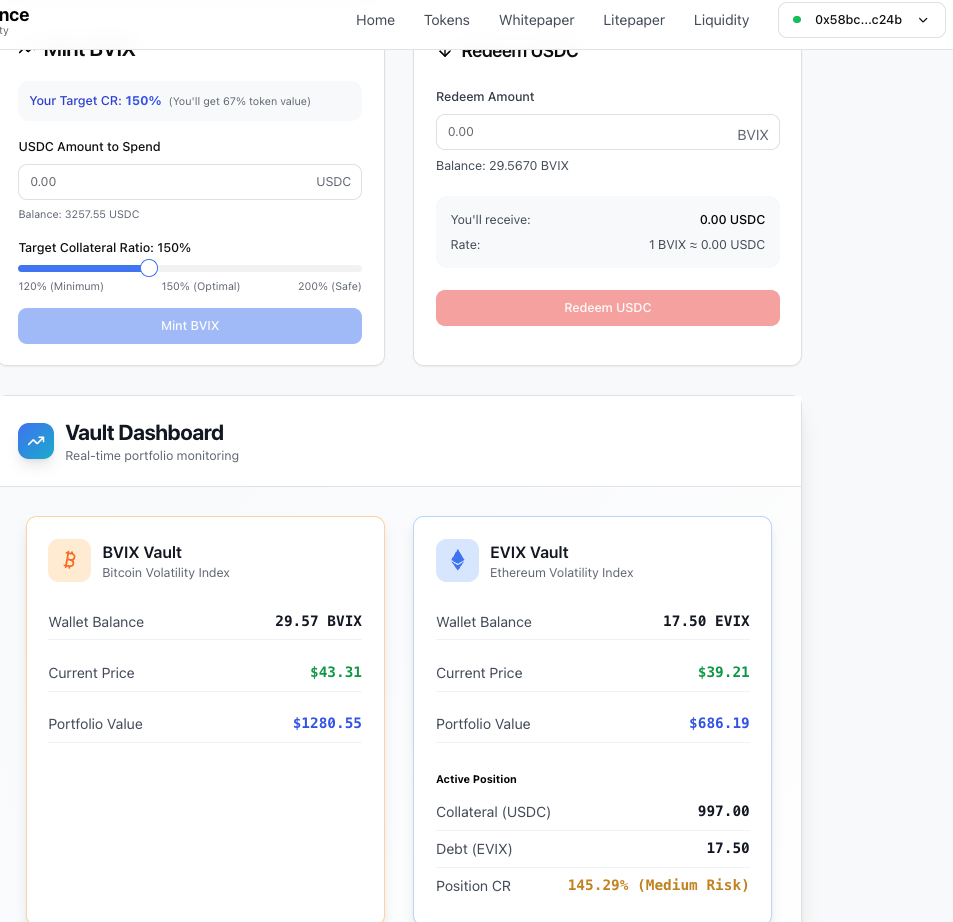 nce
ty
Home Tokens Whitepaper Litepaper Liquidity 0x58bc...c24b
Mint BVIX
Your Target CR: 150% (You'll get 67% token value)
USDC Amount to Spend
0.00 USDC
Balance: 3257.55 USDC
Target Collateral Ratio: 150%
120% (Minimum) 150% (Optimal) 200% (Safe)
Mint BVIX
Redeem USDC
Redeem Amount
0.00 BVIX
Balance: 29.5670 BVIX
You'll receive: 0.00 USDC
Rate: 1 BVIX ≈ 0.00 USDC
Redeem USDC
Vault Dashboard
Real-time portfolio monitoring
BVIX Vault
Bitcoin Volatility Index
Wallet Balance 29.57 BVIX
Current Price $43.31
Portfolio Value $1280.55
EVIX Vault
Ethereum Volatility Index
Wallet Balance 17.50 EVIX
Current Price $39.21
Portfolio Value $686.19
Active Position
Collateral (USDC) 997.00
Debt (EVIX) 17.50
Position CR 145.29% (Medium Risk)